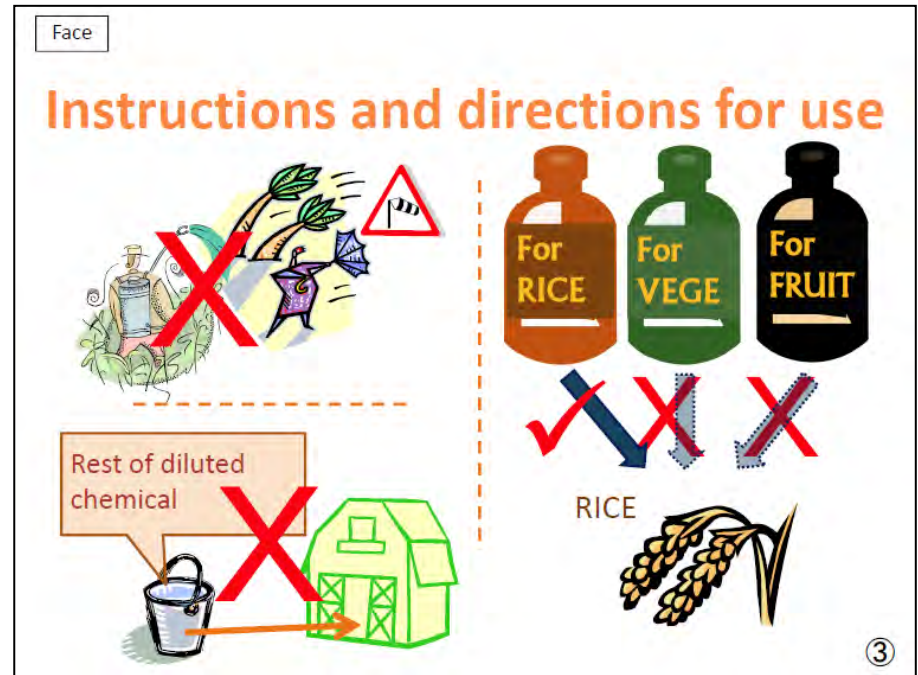 Face
Instructions and directions for use
For
RICE
For
VEGE
For
FRUIT
Rest of diluted
chemical
RICE
③